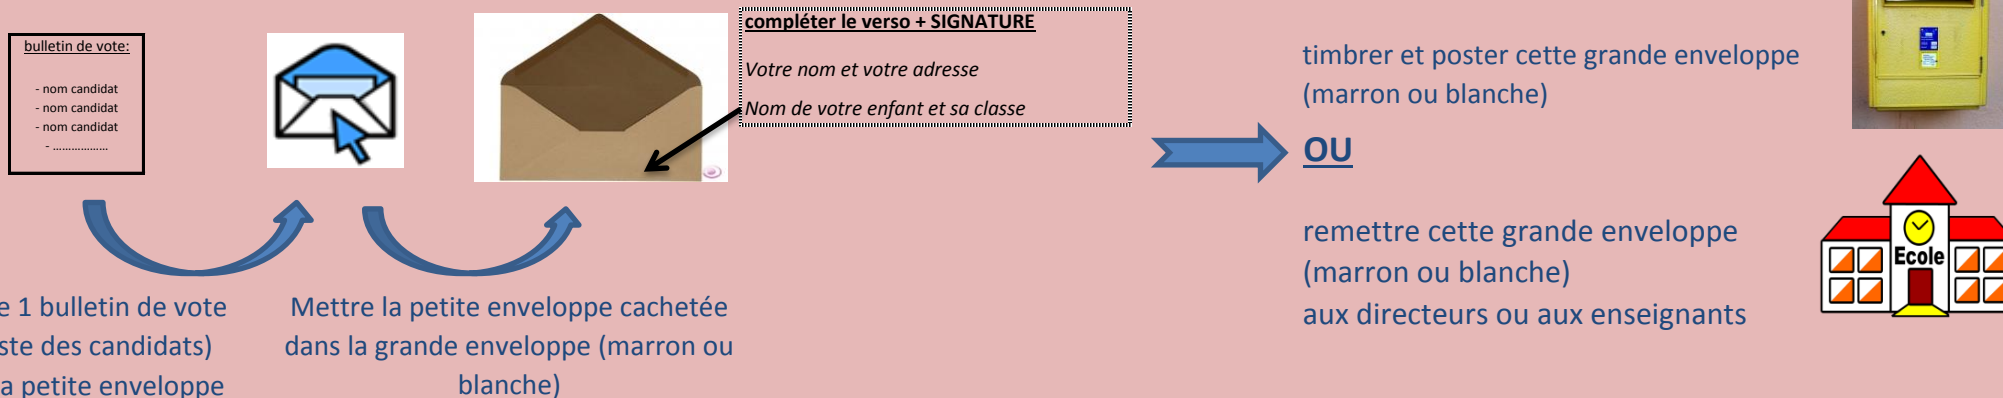 bulletin de vote:
- nom candidat
- nom candidat
- nom candidat
- ..................
compléter le verso + SIGNATURE
Votre nom et votre adresse
Nom de votre enfant et sa classe
1 bulletin de vote
des candidats)
petite enveloppe
Mettre la petite enveloppe cachetée
dans la grande enveloppe (marron ou
blanche)
timbrer et poster cette grande enveloppe
(marron ou blanche)
OU
remettre cette grande enveloppe
(marron ou blanche)
aux directeurs ou aux enseignants
Ecole